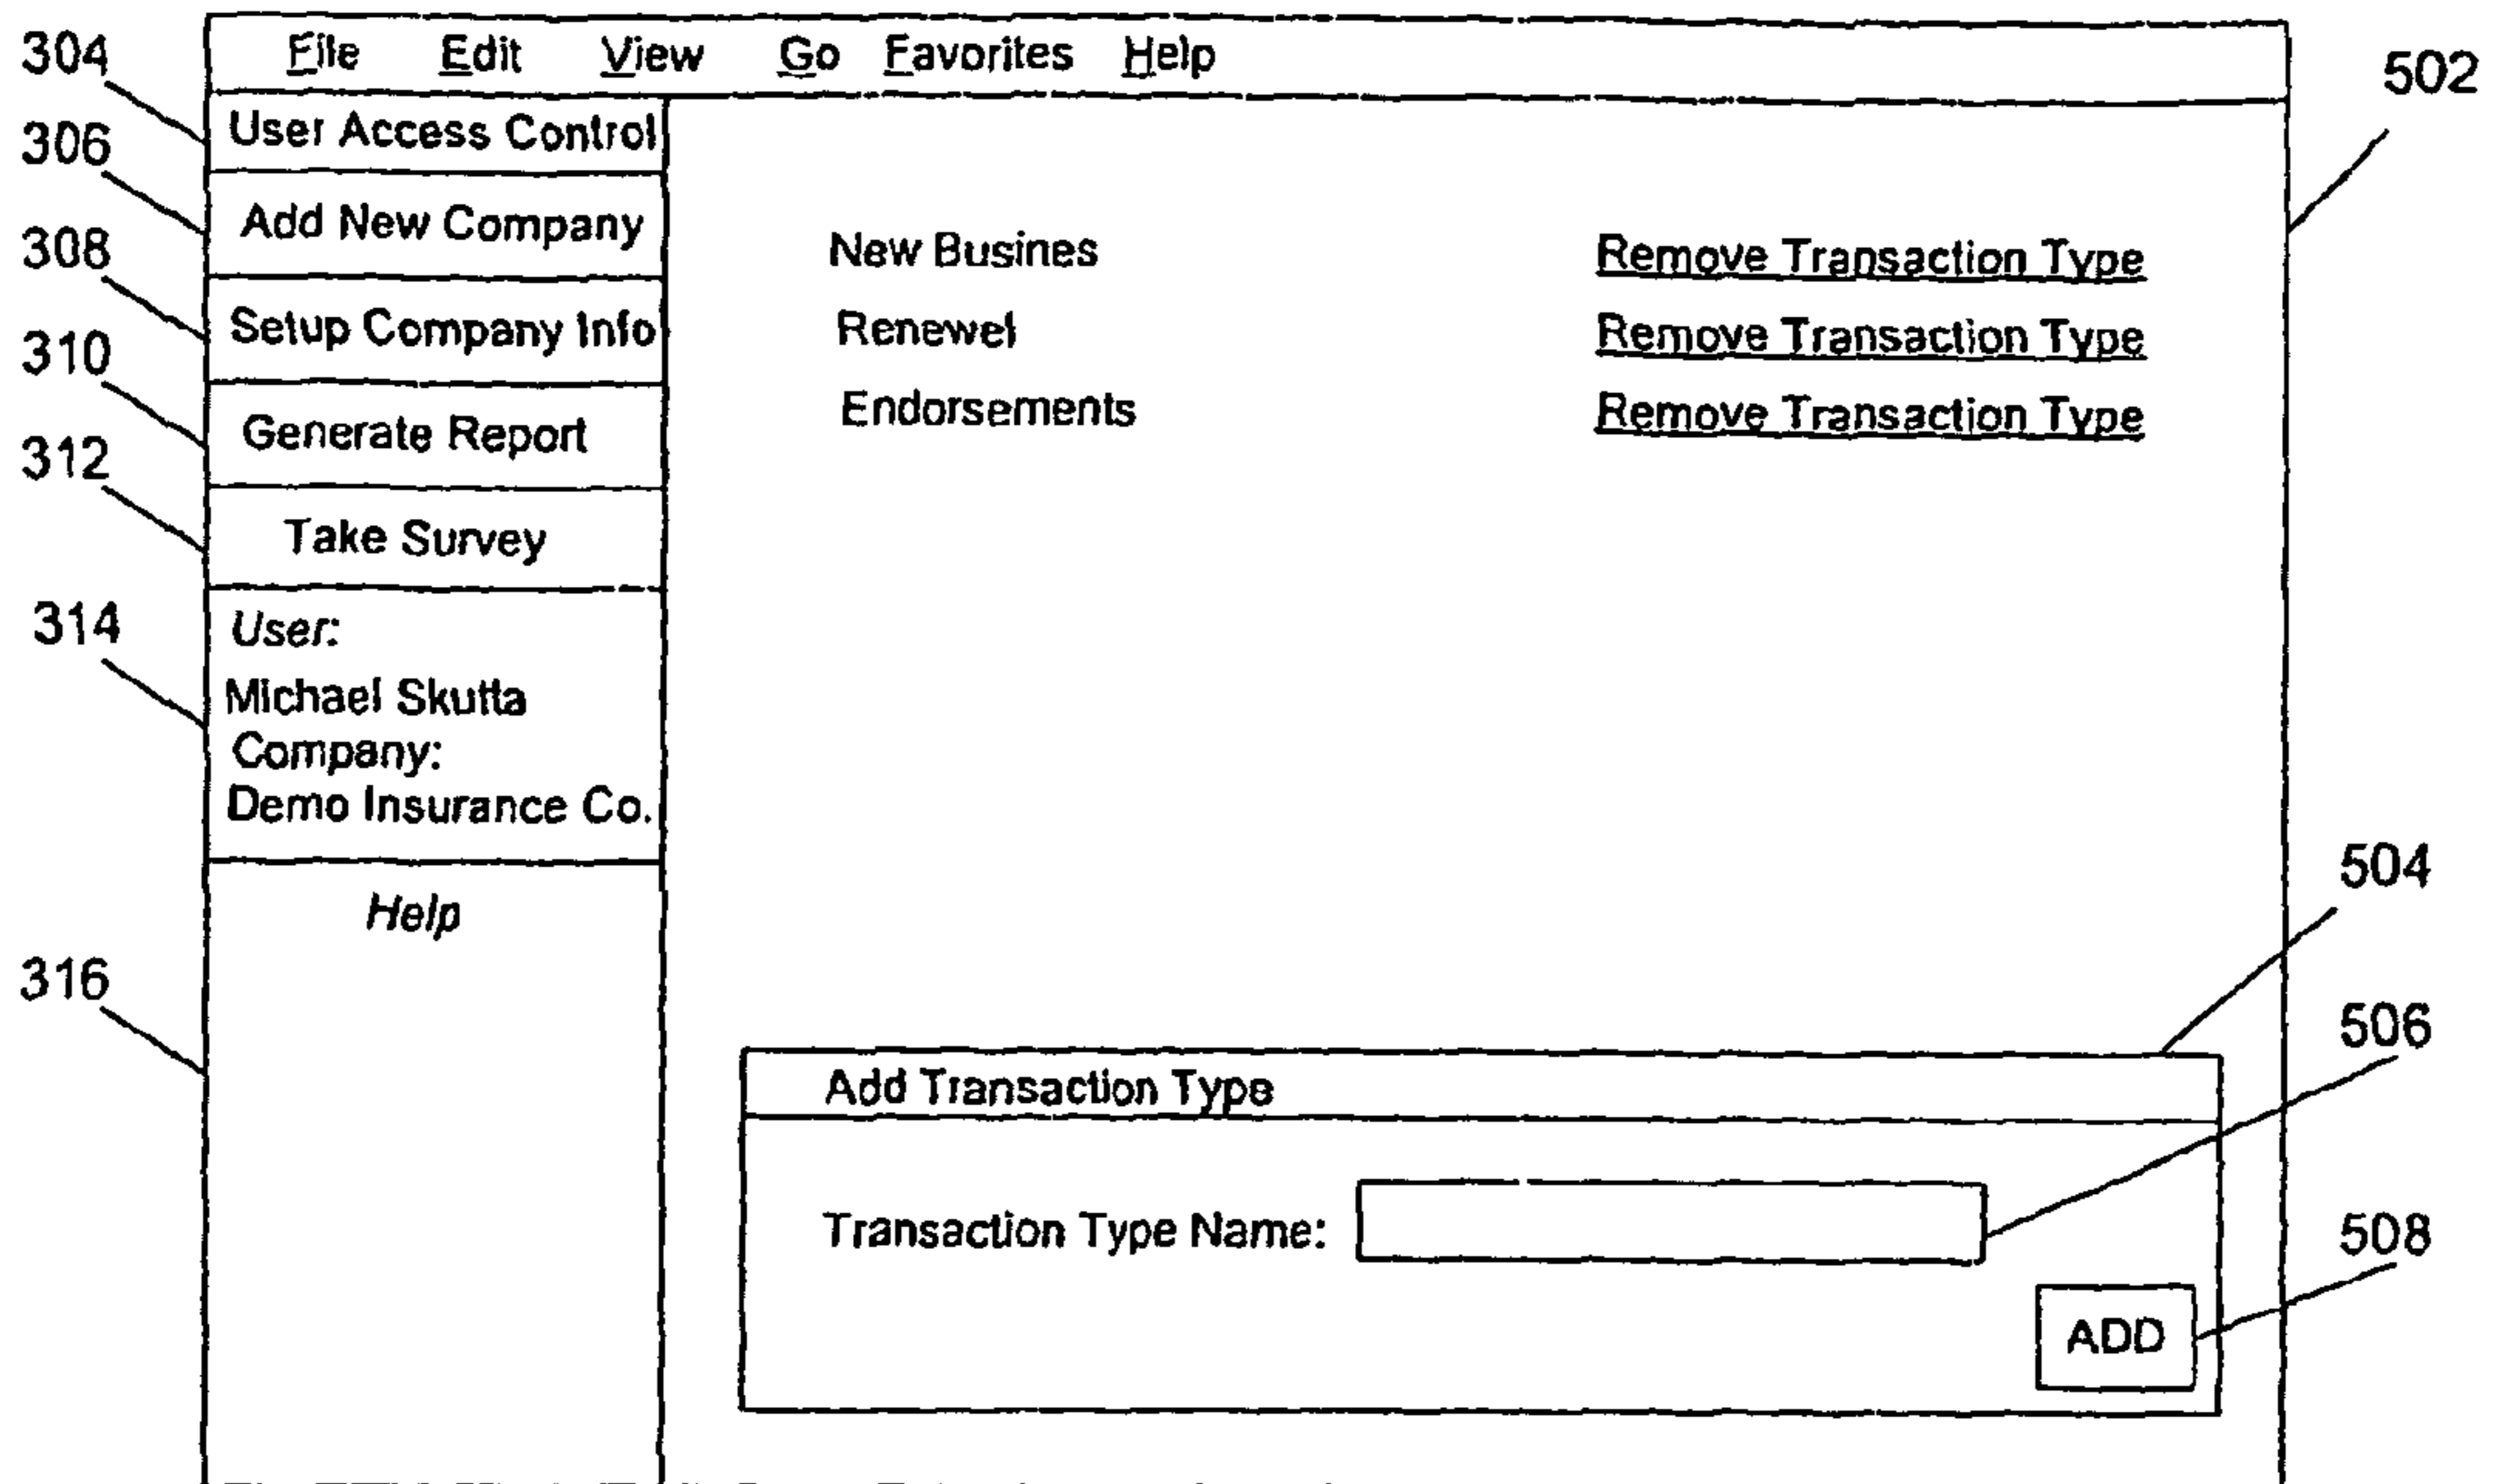 File Edit View Go Favorites Help
304
306
308
310
312
314
316
User Access Control
Add New Company
Setup Company Info
Generate Report
Take Survey
User:
Michael Skutta
Company:
Demo Insurance Co.
Help
New Busines Remove Transaction Type
Renewel Remove Transaction Type
Endorsements Remove Transaction Type
Add Transaction Type
Transaction Type Name:
ADD
502
504
506
508